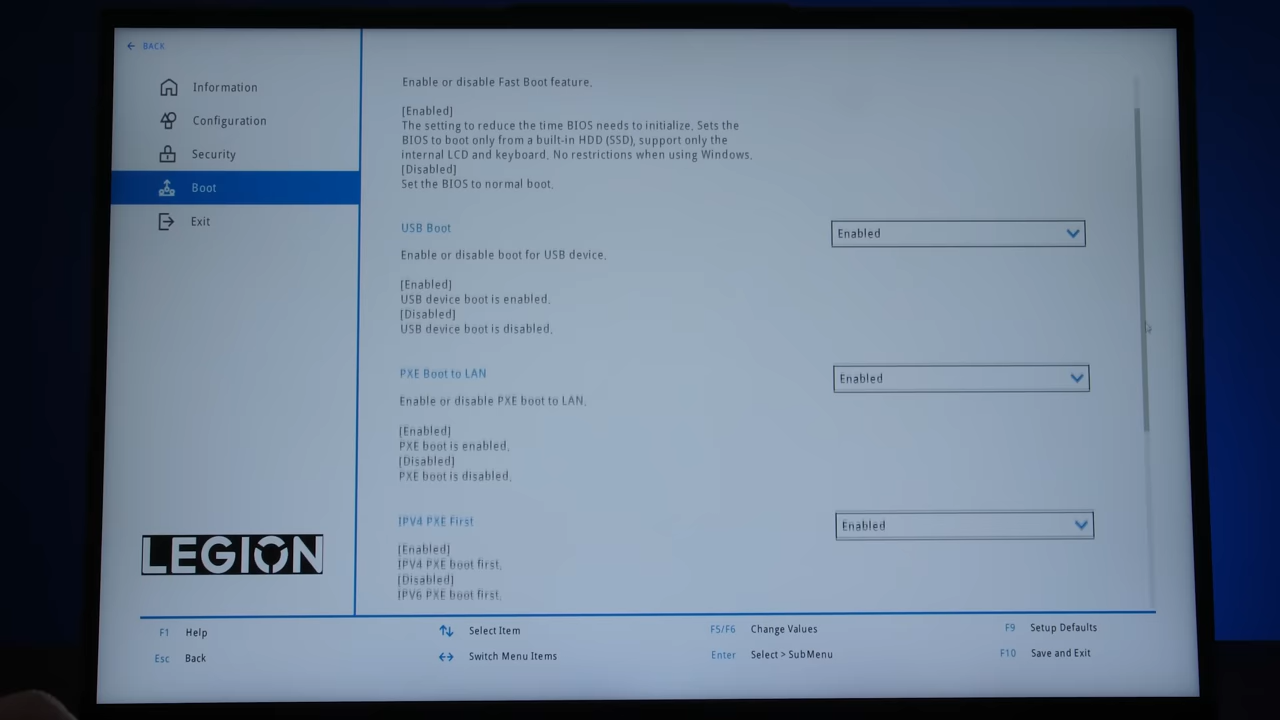 BACK
Information
Configuration
Security
Boot
Exit
LEGION
Enable or disable Fast Boot feature.
[Enabled]
The setting to reduce the time BIOS needs to initialize. Sets the
BIOS to boot only from a built-in HDD (SSD), support only the
internal LCD and keyboard. No restrictions when using Windows.
[Disabled]
Set the BIOS to normal boot.
USB Boot
Enabled
Enable or disable boot for USB device.
[Enabled]
USB device boot is enabled.
[Disabled]
USB device boot is disabled.
PXE Boot to LAN
Enabled
Enable or disable PXE boot to LAN.
[Enabled]
PXE boot is enabled.
[Disabled]
PXE boot is disabled.
IPV4 PXE First
Enabled
[Enabled]
IPV4 PXE boot first.
[Disabled]
IPV6 PXE boot first.
F1 Help
Select Item
F5/F6 Change Values
F9 Setup Defaults
Esc Back
Switch Menu Items
Enter Select > SubMenu
F10 Save and Exit